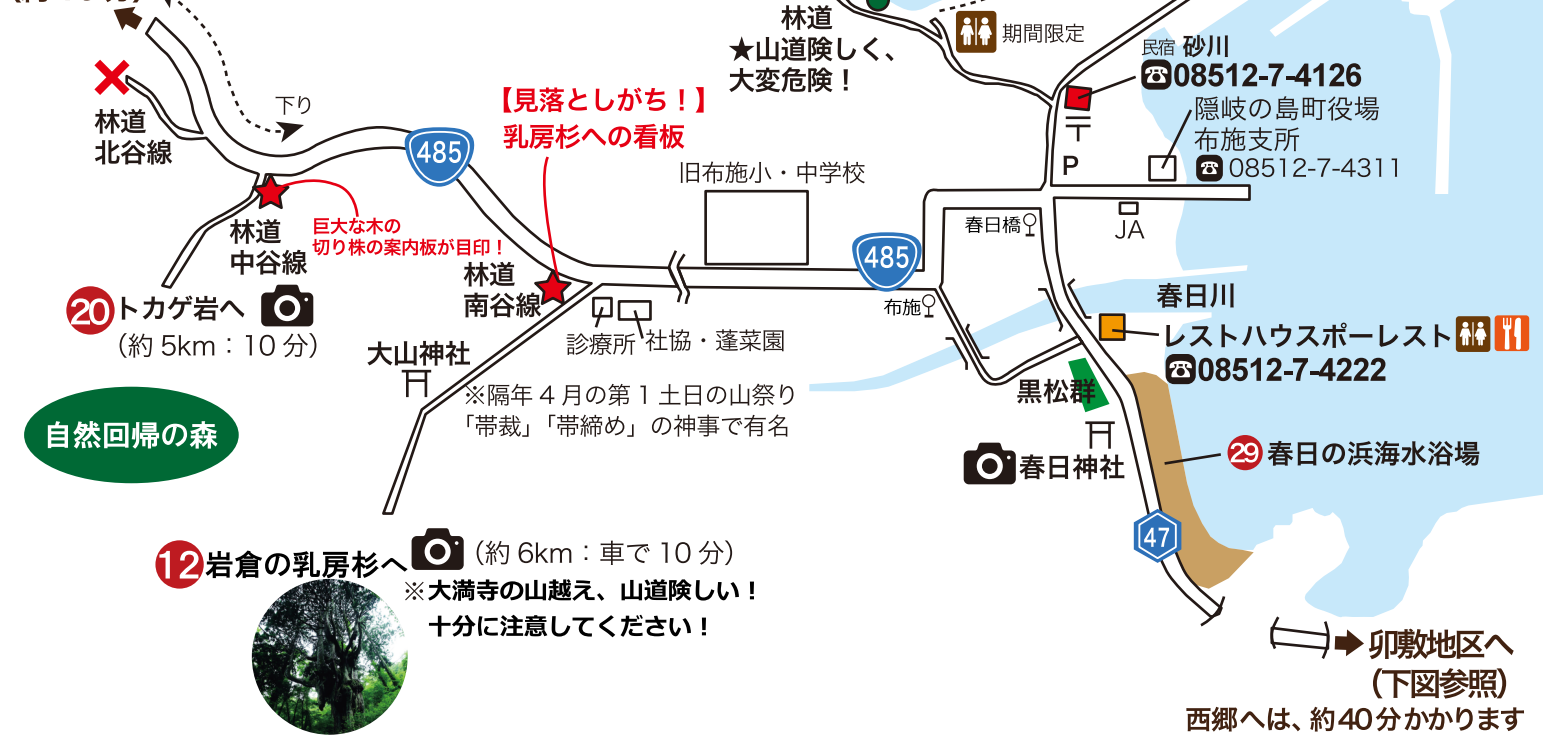 林道
★山道険しく、
大変危険！
期間限定
民宿 砂川
08512-7-4126
隠岐の島町役場
布施支所
08512-7-4311
〒
P
JA
林道
北谷線
下り
485
【見落としがち！】
乳房杉への看板
旧布施小・中学校
巨大な木の
切り株の案内板が目印！
林道
中谷線
林道
南谷線
20 トカゲ岩へ
（約 5km：10 分）
485
春日橋
布施
診療所
社協・蓬菜園
大山神社
※隔年 4 月の第 1 土日の山祭り
「帯裁」「帯締め」の神事で有名
春日川
レストハウスポーレスト
08512-7-4222
黒松群
春日神社
29 春日の浜海水浴場
47
自然回帰の森
12 岩倉の乳房杉へ
（約 6km：車で 10 分）
※大満寺の山越え、山道険しい！
十分に注意してください！
卯敷地区へ
（下図参照）
西郷へは、約40分かかります